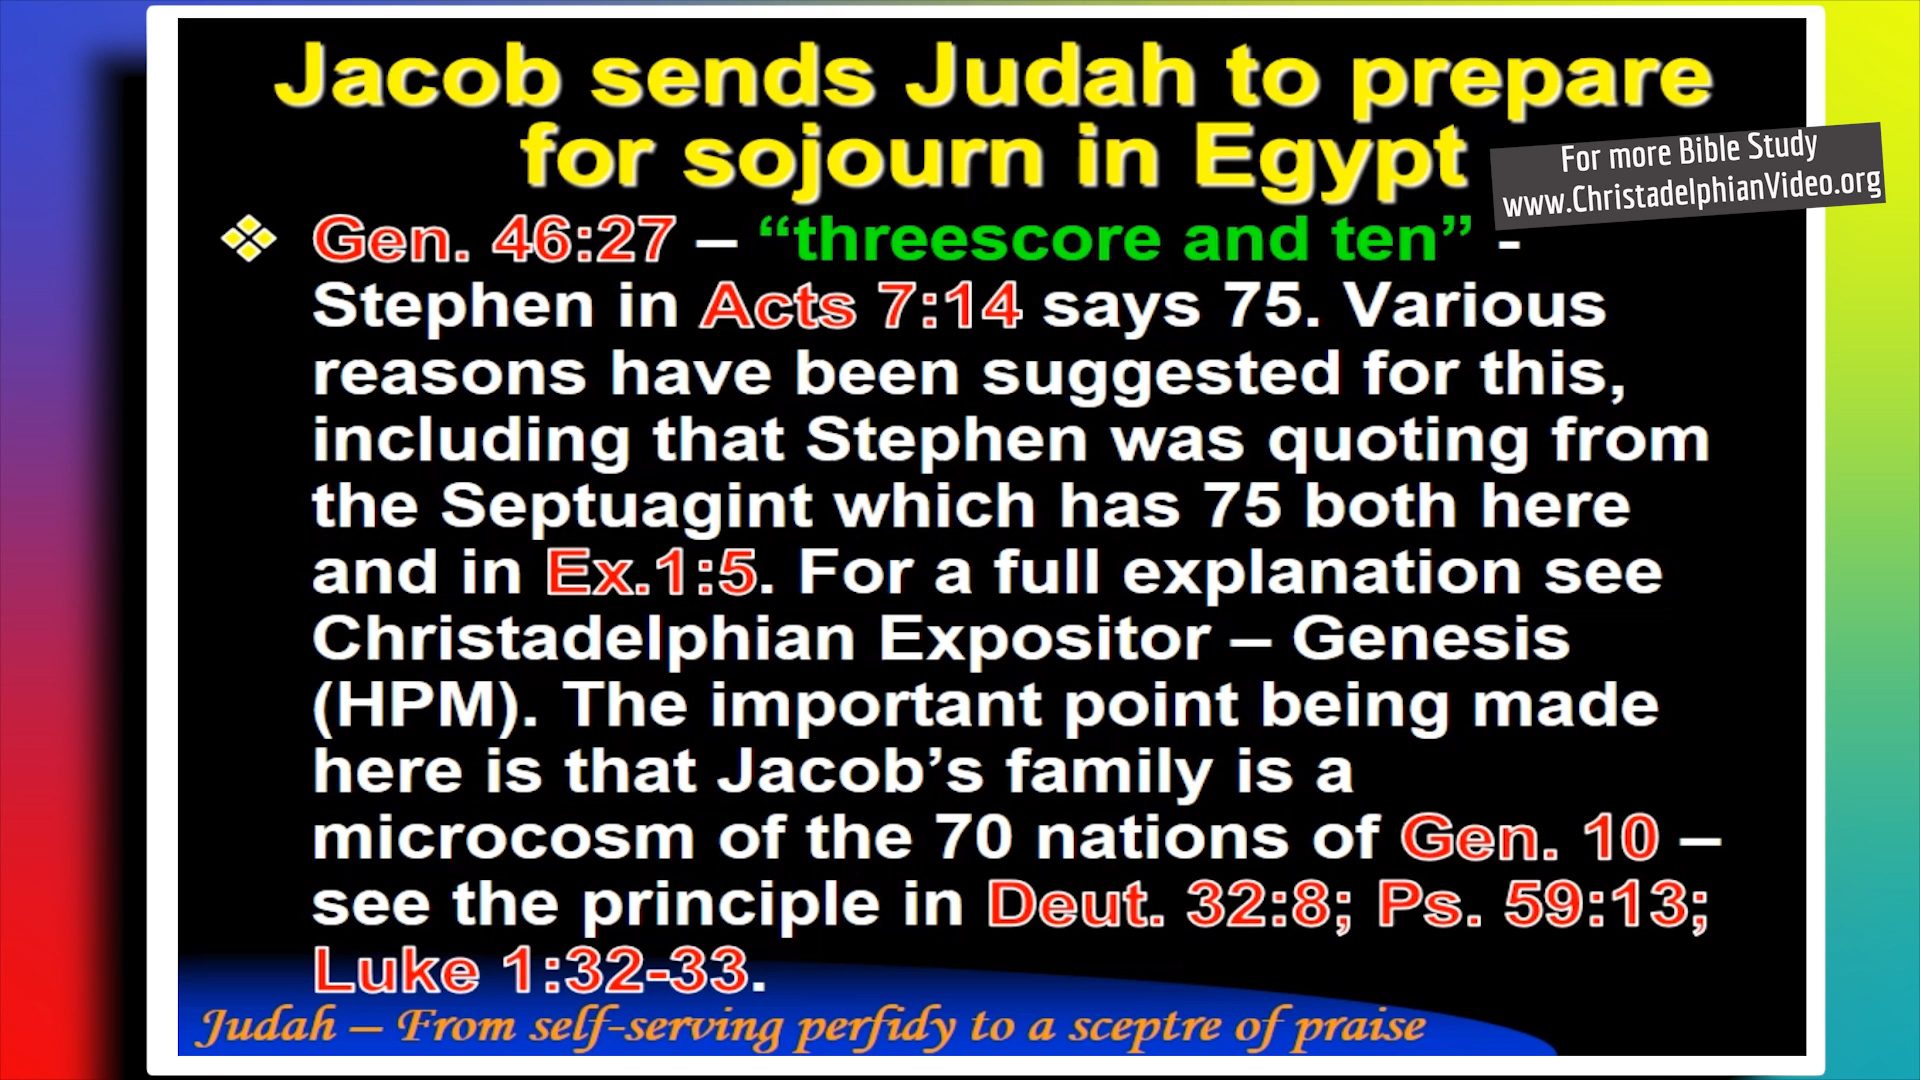 Jacob sends Judah to prepare
for sojourn in Egypt
For more Bible Study
www.ChristadelphianVideo.org
Gen. 46:27 – “threescore and ten” -
Stephen in Acts 7:14 says 75. Various
reasons have been suggested for this,
including that Stephen was quoting from
the Septuagint which has 75 both here
and in Ex.1:5. For a full explanation see
Christadelphian Expositor – Genesis
(HPM). The important point being made
here is that Jacob’s family is a
microcosm of the 70 nations of Gen. 10 –
see the principle in Deut. 32:8; Ps. 59:13;
Luke 1:32-33.
Judah – From self-serving perfidy to a sceptre of praise